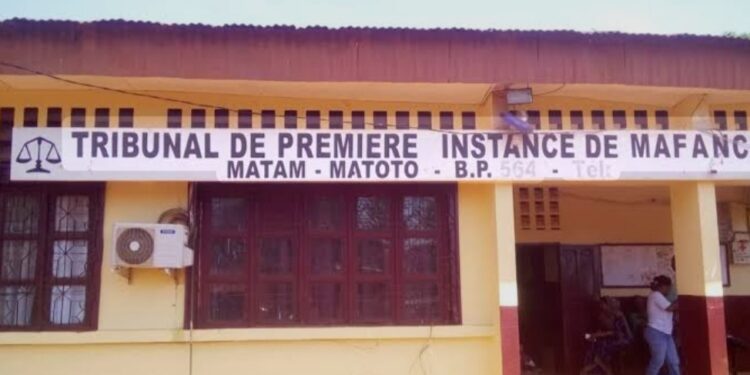 TRIBUNAL DE PREMIERE INSTANCE DE MAFANC
MATAM - MATOTO - B.P. 564 - Tel: